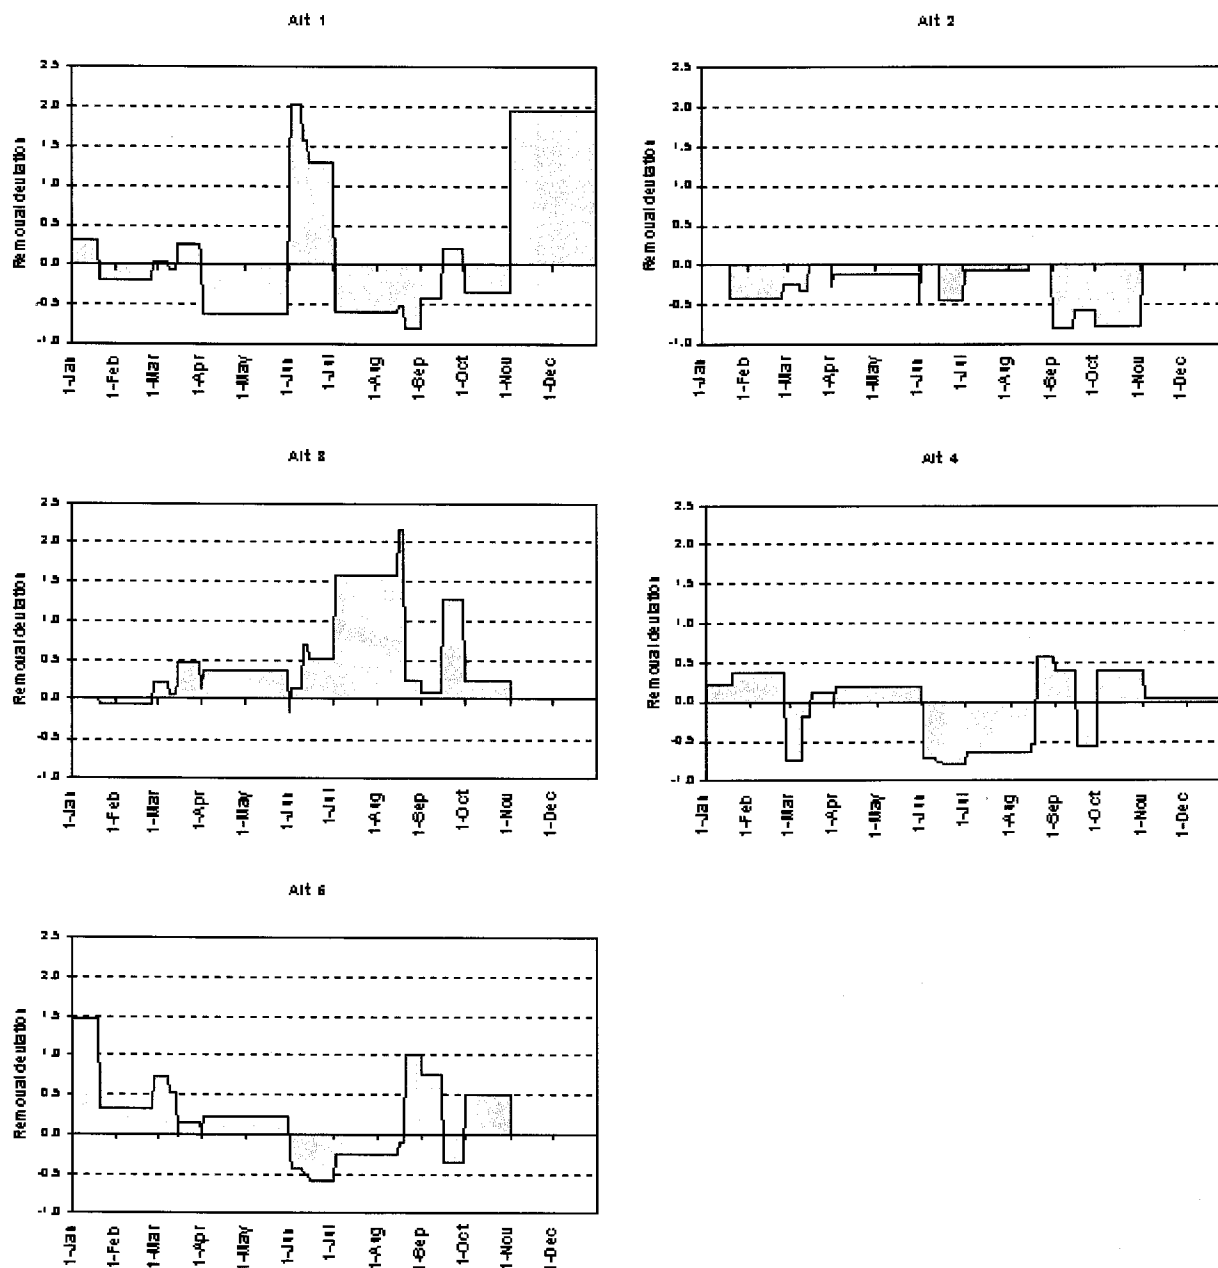 Alt 1
Removal deviation
2.5
2.0
1.5
1.0
0.5
0.0
-0.5
-1.0
1-Jan
1-Feb
1-Mar
1-Apr
1-May
1-Jun
1-Jul
1-Aug
1-Sep
1-Oct
1-Nov
1-Dec
Alt 2
Removal deviation
2.5
2.0
1.5
1.0
0.5
0.0
-0.5
-1.0
1-Jan
1-Feb
1-Mar
1-Apr
1-May
1-Jun
1-Jul
1-Aug
1-Sep
1-Oct
1-Nov
1-Dec
Alt 3
Removal deviation
2.5
2.0
1.5
1.0
0.5
0.0
-0.5
-1.0
1-Jan
1-Feb
1-Mar
1-Apr
1-May
1-Jun
1-Jul
1-Aug
1-Sep
1-Oct
1-Nov
1-Dec
Alt 4
Removal deviation
2.5
2.0
1.5
1.0
0.5
0.0
-0.5
-1.0
1-Jan
1-Feb
1-Mar
1-Apr
1-May
1-Jun
1-Jul
1-Aug
1-Sep
1-Oct
1-Nov
1-Dec
Alt 5
Removal deviation
2.5
2.0
1.5
1.0
0.5
0.0
-0.5
-1.0
1-Jan
1-Feb
1-Mar
1-Apr
1-May
1-Jun
1-Jul
1-Aug
1-Sep
1-Oct
1-Nov
1-Dec